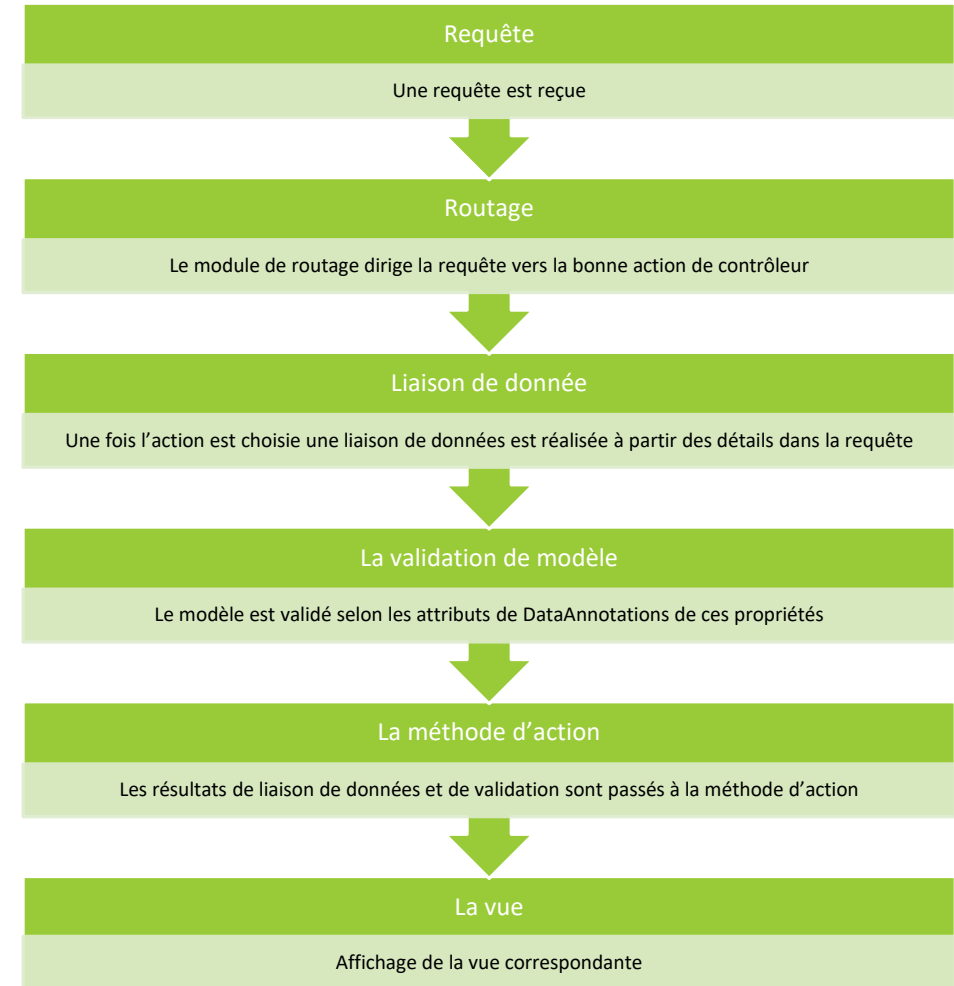 Requête
Une requête est reçue
Routage
Le module de routage dirige la requête vers la bonne action de contrôleur
Liaison de donnée
Une fois l’action est choisie une liaison de données est réalisée à partir des détails dans la requête
La validation de modèle
Le modèle est validé selon les attributs de DataAnnotations de ces propriétés
La méthode d’action
Les résultats de liaison de données et de validation sont passés à la méthode d’action
La vue
Affichage de la vue correspondante